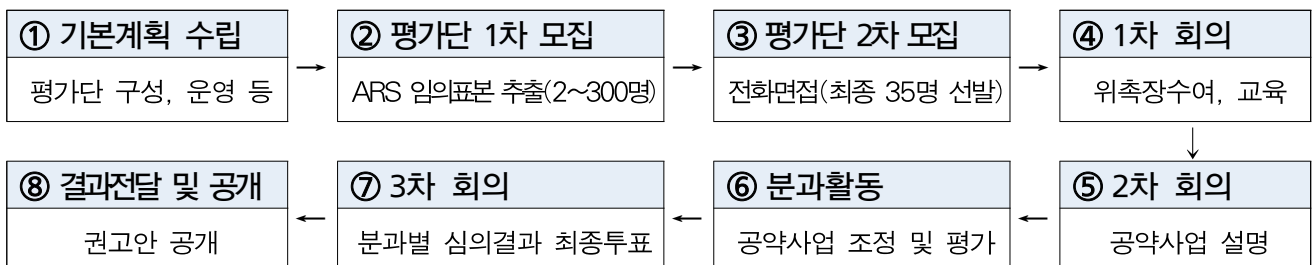 ① 기본계획 수립
평가단 구성, 운영 등
→
② 평가단 1차 모집
ARS 임의표본 추출(2~300명)
→
③ 평가단 2차 모집
전화면접(최종 35명 선발)
→
④ 1차 회의
위촉장수여, 교육
↓
⑤ 2차 회의
공약사업 설명
←
⑥ 분과활동
공약사업 조정 및 평가
←
⑦ 3차 회의
분과별 심의결과 최종투표
←
⑧ 결과전달 및 공개
권고안 공개